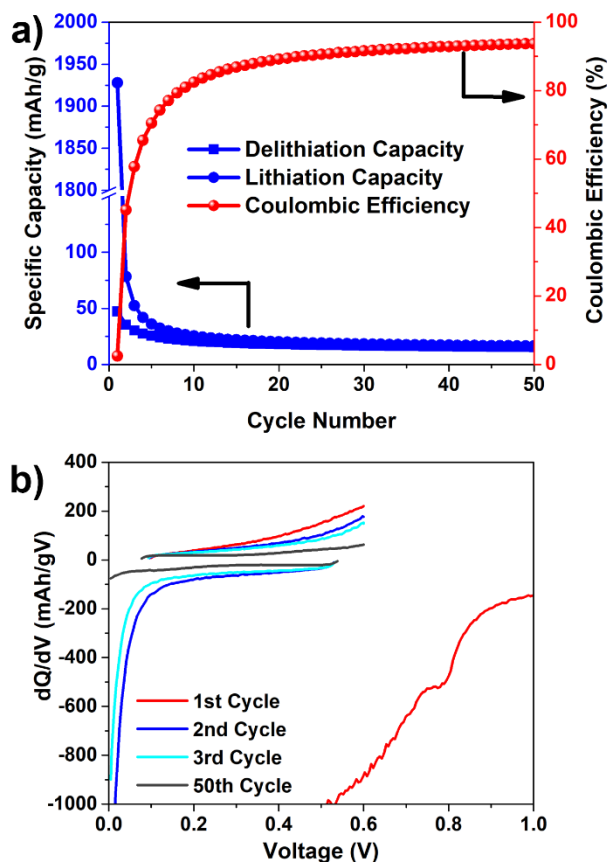 a)
2000
1950
1900
1850
1800
100
50
0
Specific Capacity (mAh/g)
Delithiation Capacity
Lithiation Capacity
Coulombic Efficiency
100
80
60
40
20
0
Coulombic Efficiency (%)
0 10 20 30 40 50
Cycle Number
b)
400
200
0
-200
-400
-600
-800
-1000
dQ/dV (mAh/gV)
1st Cycle
2nd Cycle
3rd Cycle
50th Cycle
0.0 0.2 0.4 0.6 0.8 1.0
Voltage (V)